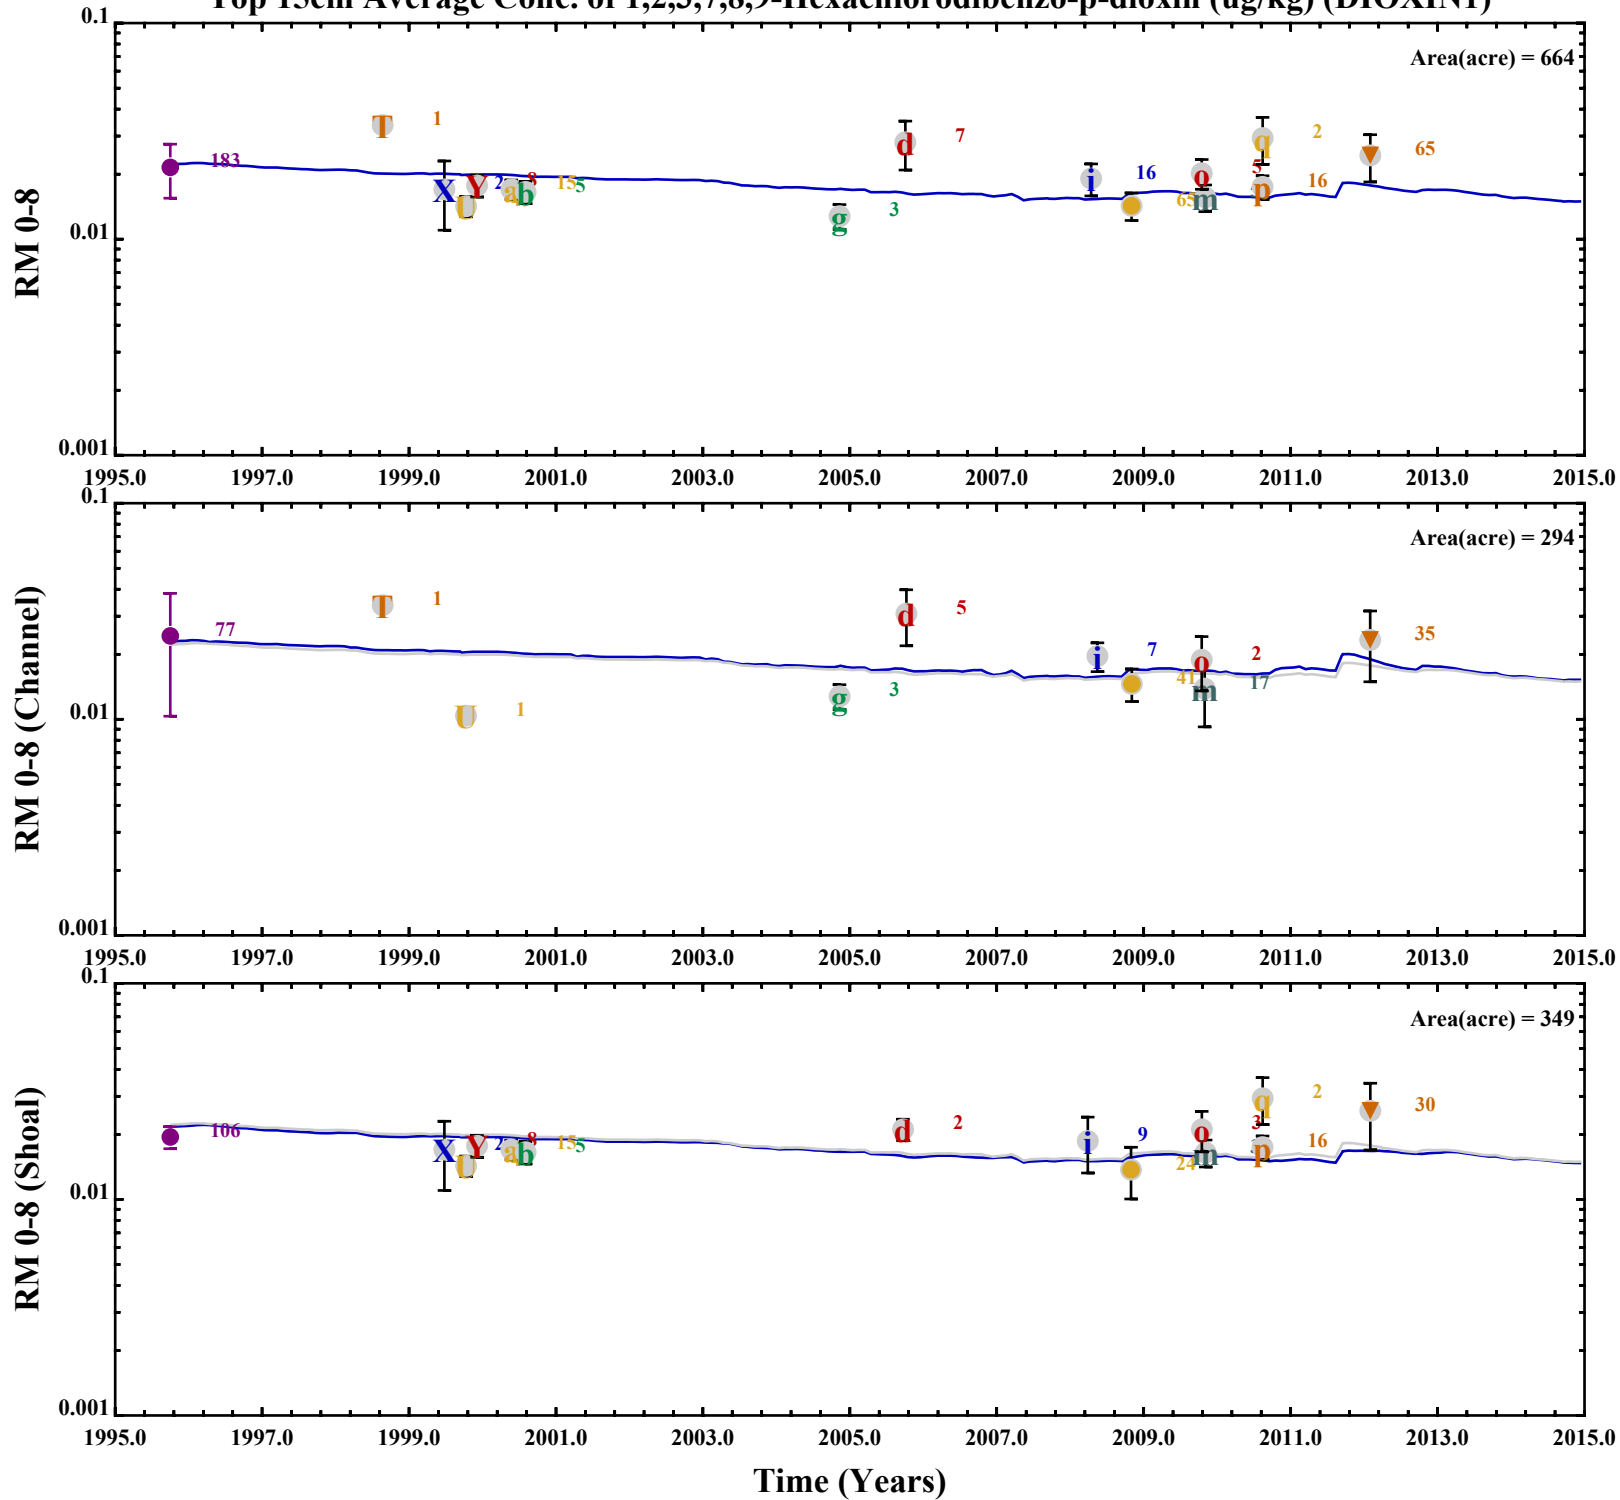 Top 15cm Average Conc. of 1,2,3,7,8,9-Hexachlorodibenzo-p-dioxin (ug/kg) (DIOXIN1)
0.1
Area(acre) = 664
T 1
d 7
q 2
65
183
X 2
Y 8
a 15
b 5
i 16
o 5
p 16
65
m
g 3
RM 0-8
0.01
0.001
1995.0 1997.0 1999.0 2001.0 2003.0 2005.0 2007.0 2009.0 2011.0 2013.0 2015.0
0.1
Area(acre) = 294
T 1
d 5
77
35
i 7
o 2
41
m 17
g 3
U 1
RM 0-8 (Channel)
0.01
0.001
1995.0 1997.0 1999.0 2001.0 2003.0 2005.0 2007.0 2009.0 2011.0 2013.0 2015.0
0.1
Area(acre) = 349
q 2
30
106
X 2
Y 8
a 15
b 5
d 2
i 9
o 3
p 16
24
m
RM 0-8 (Shoal)
0.01
0.001
1995.0 1997.0 1999.0 2001.0 2003.0 2005.0 2007.0 2009.0 2011.0 2013.0 2015.0
Time (Years)